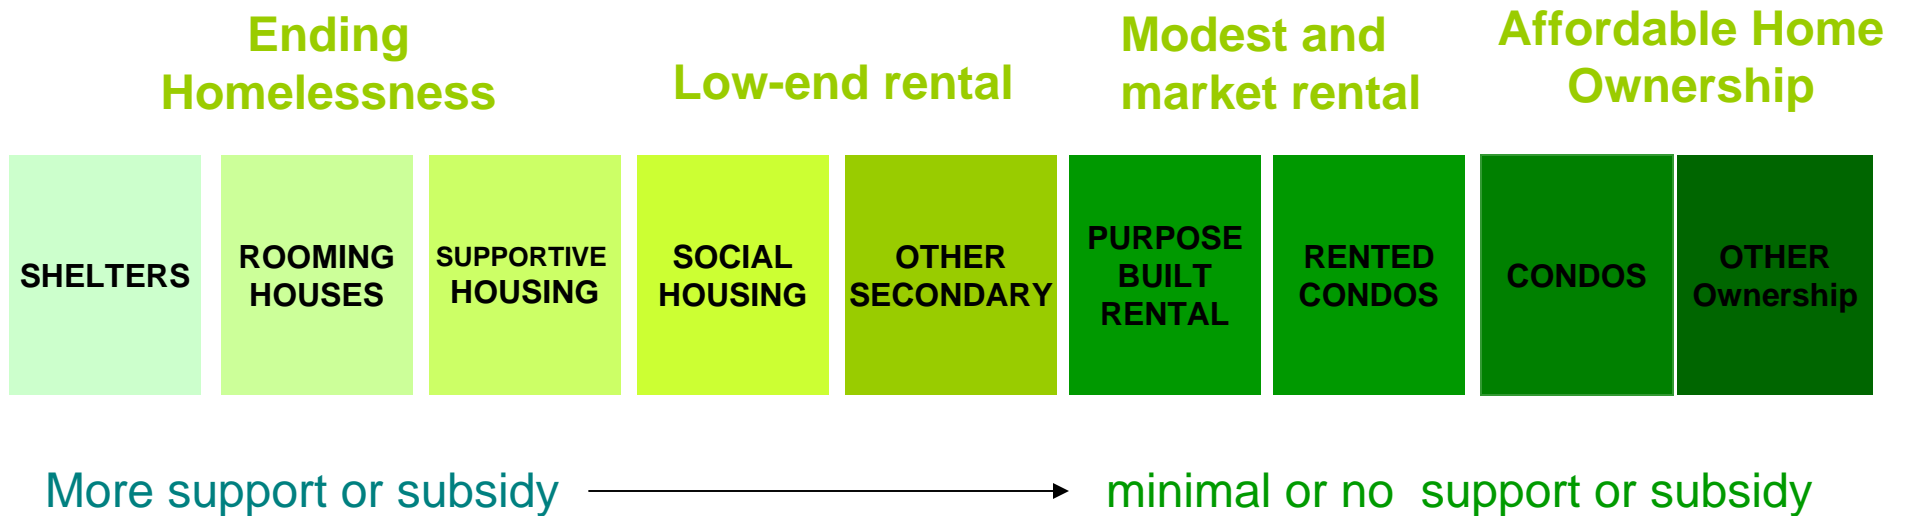 Ending
Homelessness
Low-end rental
Modest and
market rental
Affordable Home
Ownership
SHELTERS
ROOMING
HOUSES
SUPPORTIVE
HOUSING
SOCIAL
HOUSING
OTHER
SECONDARY
PURPOSE
BUILT
RENTAL
RENTED
CONDOS
CONDOS
OTHER
Ownership
More support or subsidy
minimal or no support or subsidy